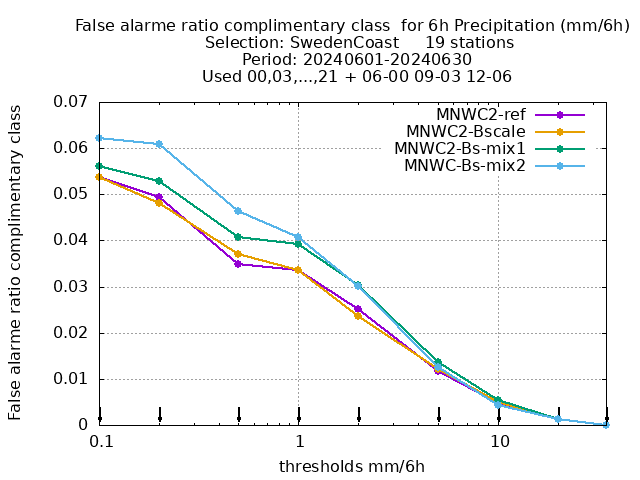 False alarme ratio complimentary class  for 6h Precipitation (mm/6h)
Selection: SwedenCoast     19 stations
Period: 20240601-20240630
Used 00,03,...,21 + 06-00 09-03 12-06
False alarme ratio complimentary class
0.07
0.06
0.05
0.04
0.03
0.02
0.01
0
MNWC2-ref
MNWC2-Bscale
MNWC2-Bs-mix1
MNWC-Bs-mix2
0.1 1 10
thresholds mm/6h